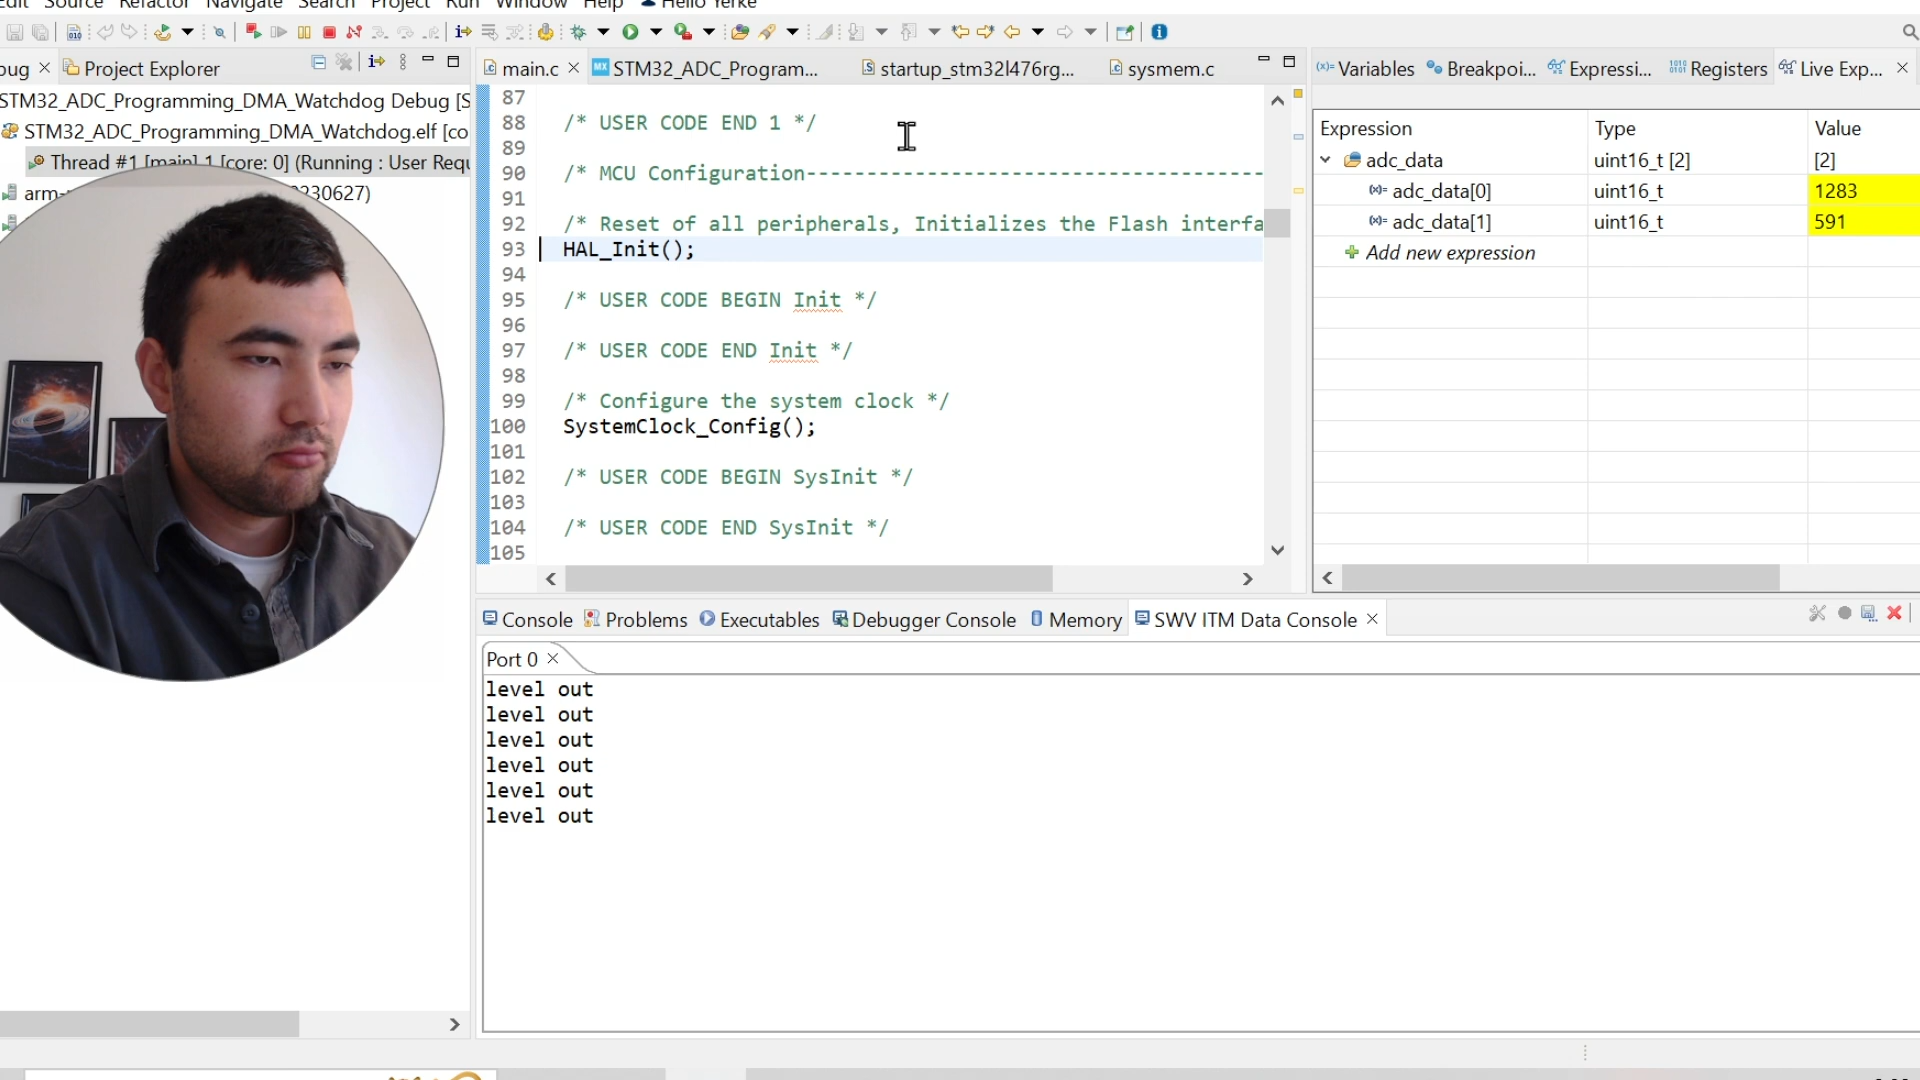 Edit Source Refactor Navigate Search Project Run Window Help Hello Yerke
Project Explorer
STM32_ADC_Programming_DMA_Watchdog Debug [S
STM32_ADC_Programming_DMA_Watchdog.elf [co
Thread #1 [main] 1 [core: 0] (Running : User Requ
arm-
230627)
main.c
MX STM32_ADC_Program...
startup_stm32l476rg...
sysmem.c
87
88 /* USER CODE END 1 */
89
90 /* MCU Configuration--------------------------------------
91
92 /* Reset of all peripherals, Initializes the Flash interfa
93 HAL_Init();
94
95 /* USER CODE BEGIN Init */
96
97 /* USER CODE END Init */
98
99 /* Configure the system clock */
100 SystemClock_Config();
101
102 /* USER CODE BEGIN SysInit */
103
104 /* USER CODE END SysInit */
105
Variables Breakpoi... Expressi... Registers Live Exp...
Expression Type Value
adc_data uint16_t [2] [2]
adc_data[0] uint16_t 1283
adc_data[1] uint16_t 591
Add new expression
Console Problems Executables Debugger Console Memory SWV ITM Data Console
Port 0
level out
level out
level out
level out
level out
level out